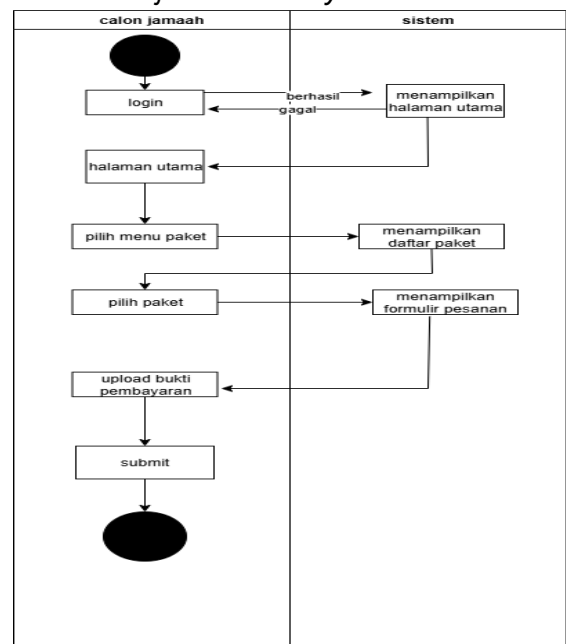 calon jamaah
sistem
login
berhasil
gagal
menampilkan
halaman utama
halaman utama
pilih menu paket
menampilkan
daftar paket
pilih paket
menampilkan
formulir pesanan
upload bukti
pembayaran
submit